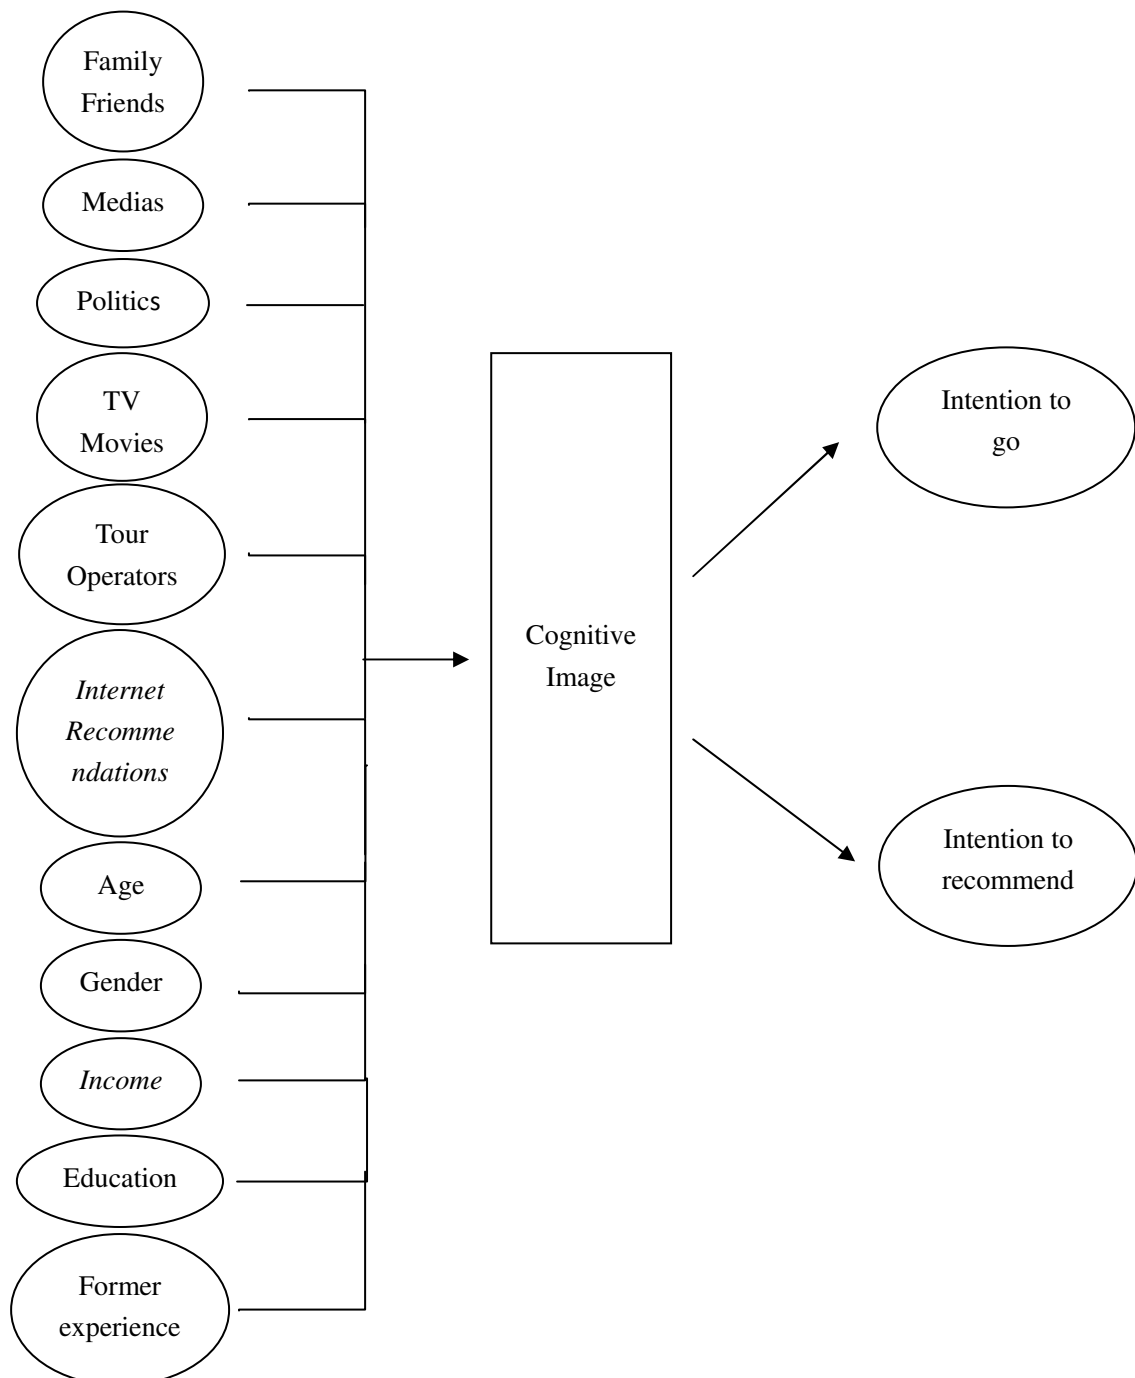 Family
Friends
Medias
Politics
TV
Movies
Tour
Operators
Internet
Recomme
ndations
Age
Gender
Income
Education
Former
experience
Cognitive
Image
Intention to
go
Intention to
recommend